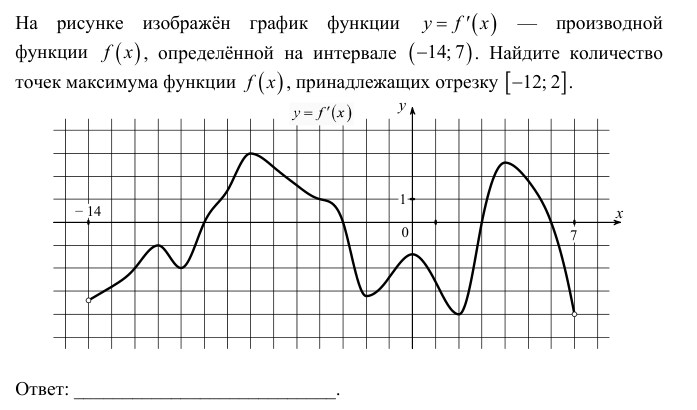 На рисунке изображён график функции y = f′(x) — производной
функции f(x), определённой на интервале (−14; 7). Найдите количество
точек максимума функции f(x), принадлежащих отрезку [−12; 2].
y = f′(x)
y
− 14
1
x
0
7
Ответ: ___________________________.